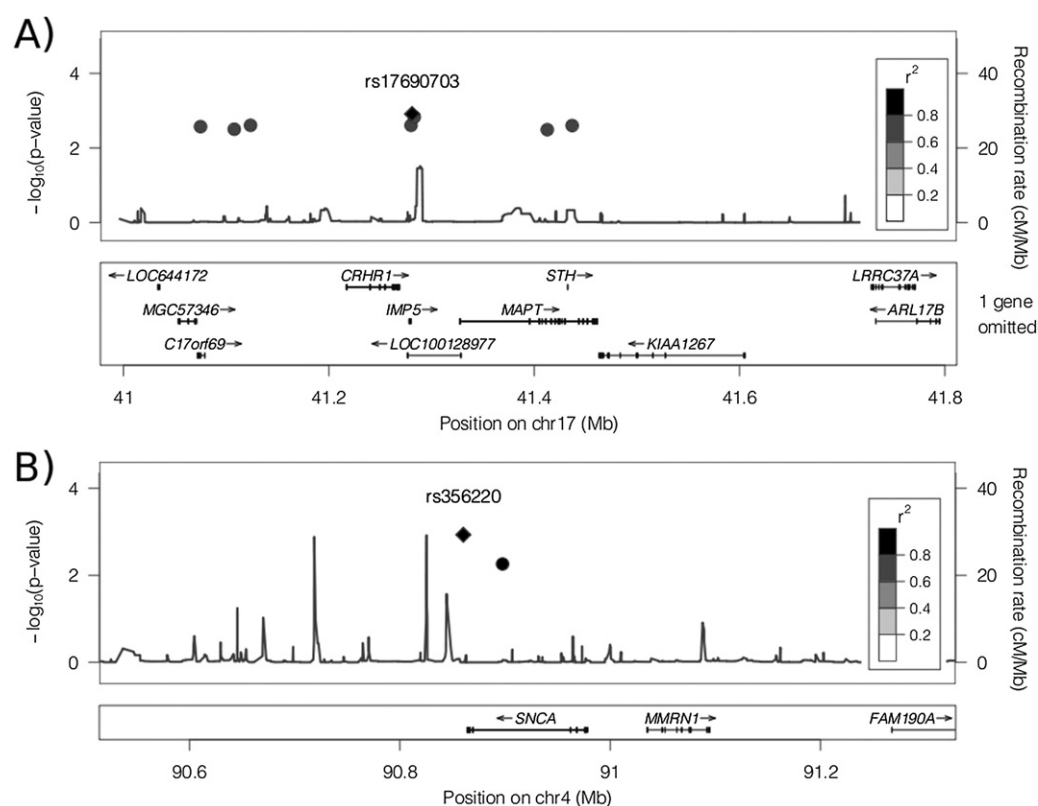 A)
rs17690703
r2
4
2
0
−log10(p−value)
40
20
0
Recombination rate (cM/Mb)
0.8
0.6
0.4
0.2
←LOC644172
CRHR1→
STH→
LRRC37A→
MGC57346→
IMP5→
MAPT→
←ARL17B
C17orf69→
←LOC100128977
←KIAA1267
1 gene
omitted
41
41.2
41.4
41.6
41.8
Position on chr17 (Mb)
B)
rs356220
r2
4
2
0
−log10(p−value)
40
20
0
Recombination rate (cM/Mb)
0.8
0.6
0.4
0.2
←SNCA
MMRN1→
FAM190A→
90.6
90.8
91
91.2
Position on chr4 (Mb)